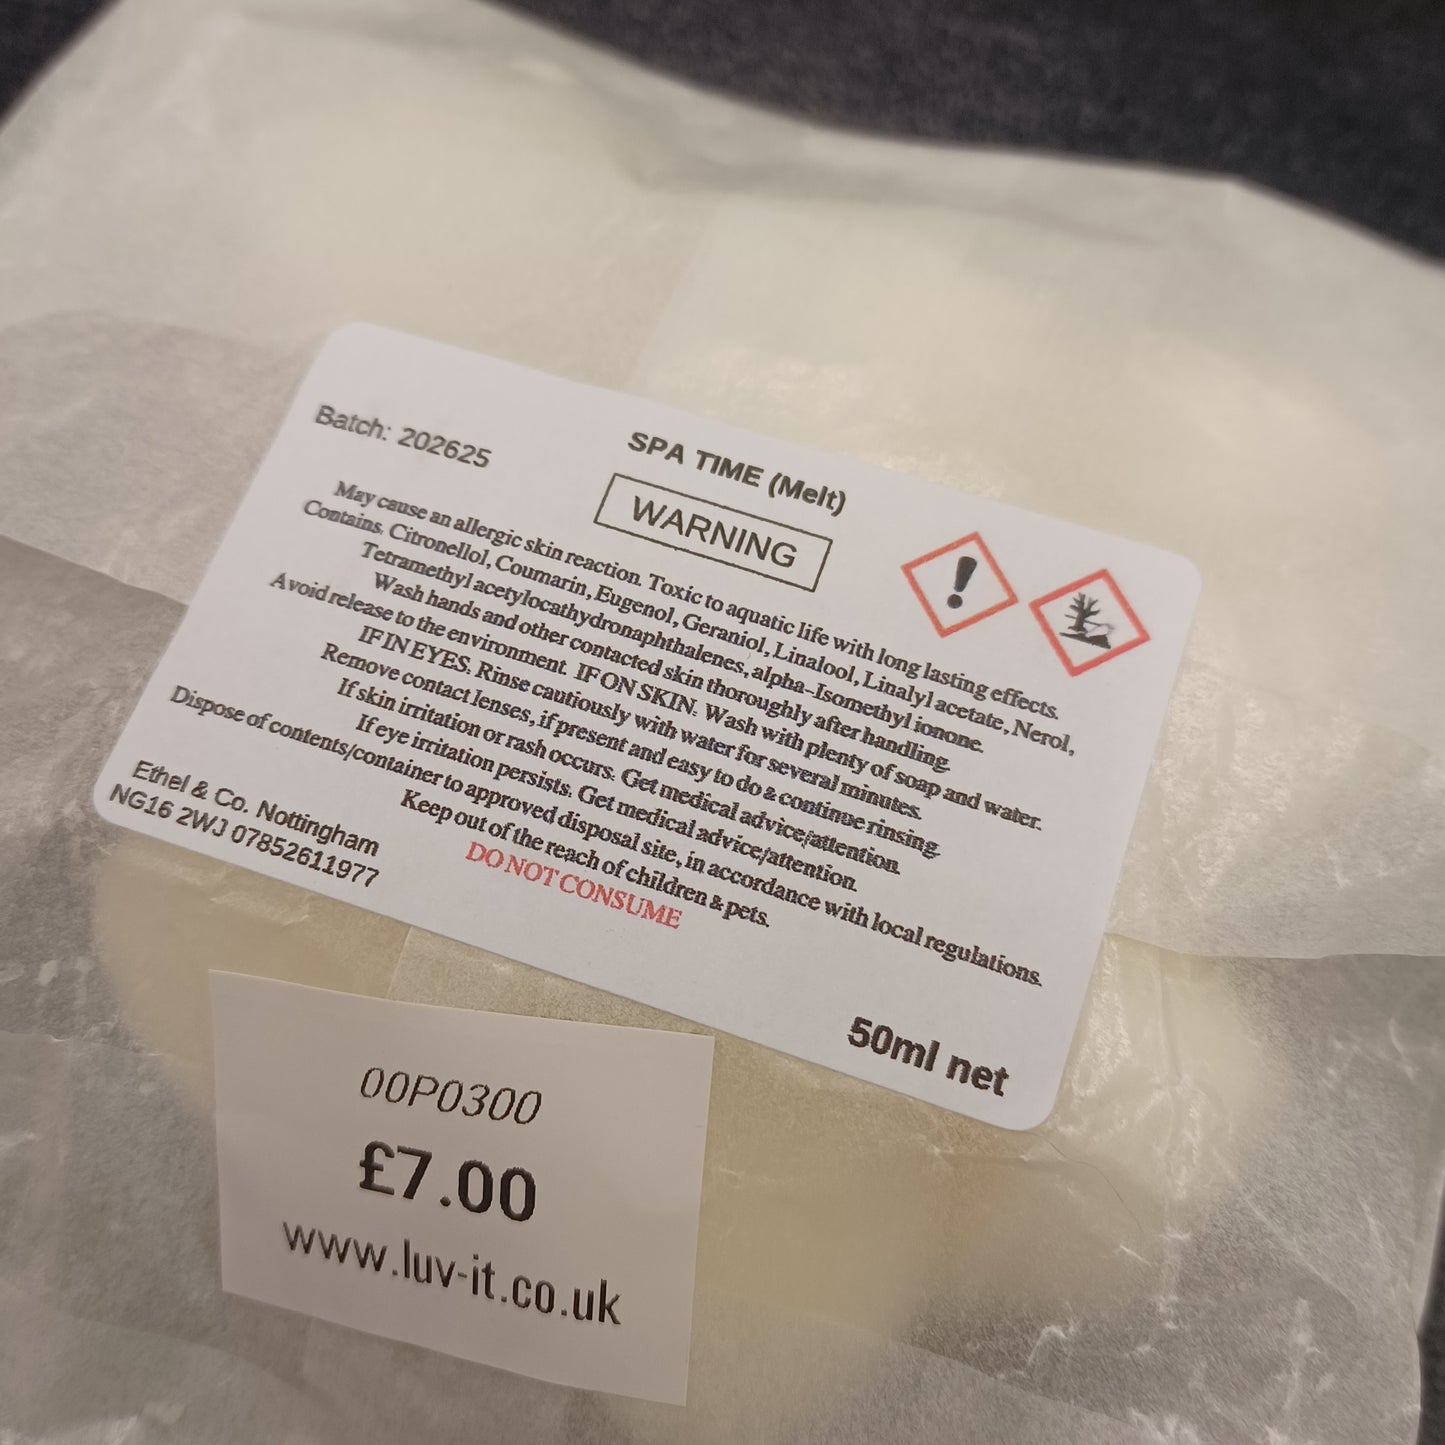 Batch: 202625
SPA TIME (Melt)
WARNING
May cause an allergic skin reaction. Toxic to aquatic life with long lasting effects.
Contains. Citronellol, Coumarin, Eugenol, Geraniol, Linalool, Linalyl acetate, Nerol,
Tetramethyl acetylocathydronaphthalenes, alpha-Isomethyl ionone.
Wash hands and other contacted skin thoroughly after handling.
Avoid release to the environment. IF ON SKIN. Wash with plenty of soap and water.
IF IN EYES. Rinse cautiously with water for several minutes.
Remove contact lenses, if present and easy to do & continue rinsing.
If skin irritation or rash occurs. Get medical advice/attention.
If eye irritation persists. Get medical advice/attention.
Dispose of contents/container to approved disposal site, in accordance with local regulations.
Keep out of the reach of children & pets.
DO NOT CONSUME
Ethel & Co. Nottingham
NG16 2WJ 07852611977
50ml net
00P0300
£7.00
www.luv-it.co.uk